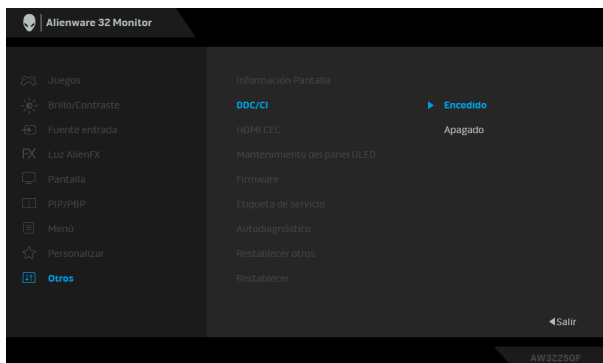 Alienware 32 Monitor
Juegos
Brillo/Contraste
Fuente entrada
FX Luz AlienFX
Pantalla
PIP/PBP
Menú
Personalizar
Otros
Información Pantalla
DDC/CI
HDMI CEC
Mantenimiento del panel OLED
Firmware
Etiqueta de servicio
Autodiagnóstico
Restablecer otros
Restablecer
Encedido
Apagado
Salir
AW3225QF